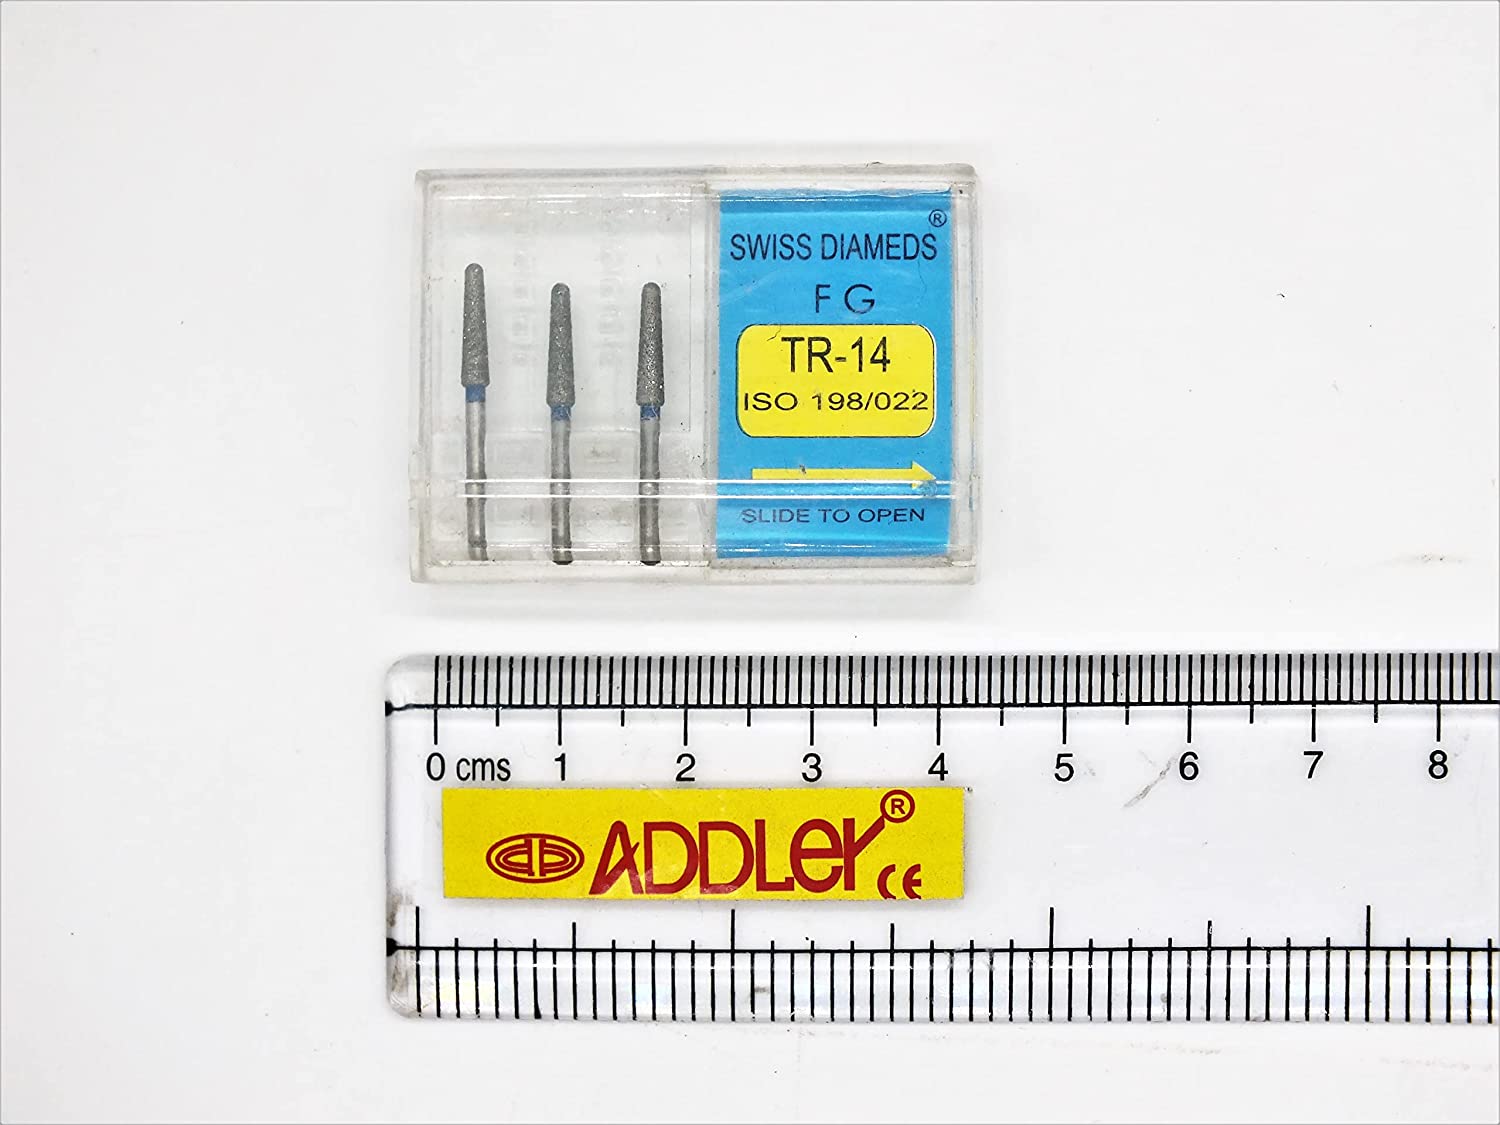 SWISS DIAMEDS®
FG
TR-14
ISO 198/022
SLIDE TO OPEN
0 cms 1 2 3 4 5 6 7 8
ADDLER®
CE